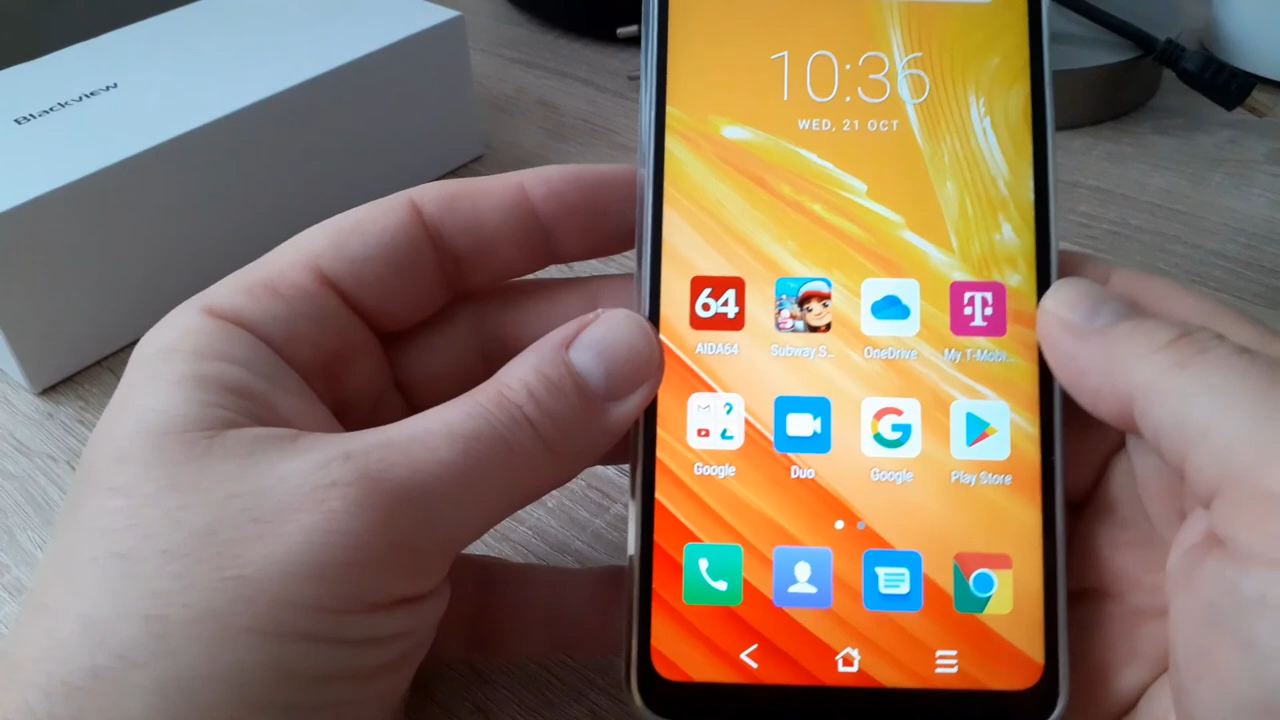 Blackview
10:36
WED, 21 OCT
64
AIDA64
Subway S...
OneDrive
T
My T-Mobi...
Google
Duo
G
Google
Play Store